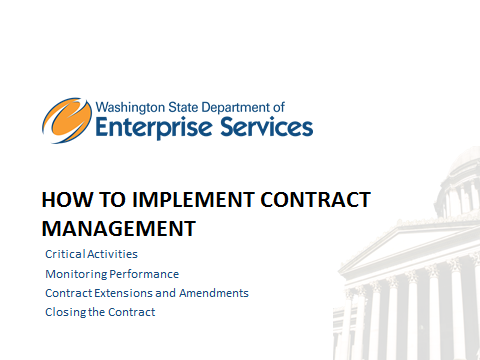 Washington State Department of
Enterprise Services
HOW TO IMPLEMENT CONTRACT
MANAGEMENT
Critical Activities
Monitoring Performance
Contract Extensions and Amendments
Closing the Contract